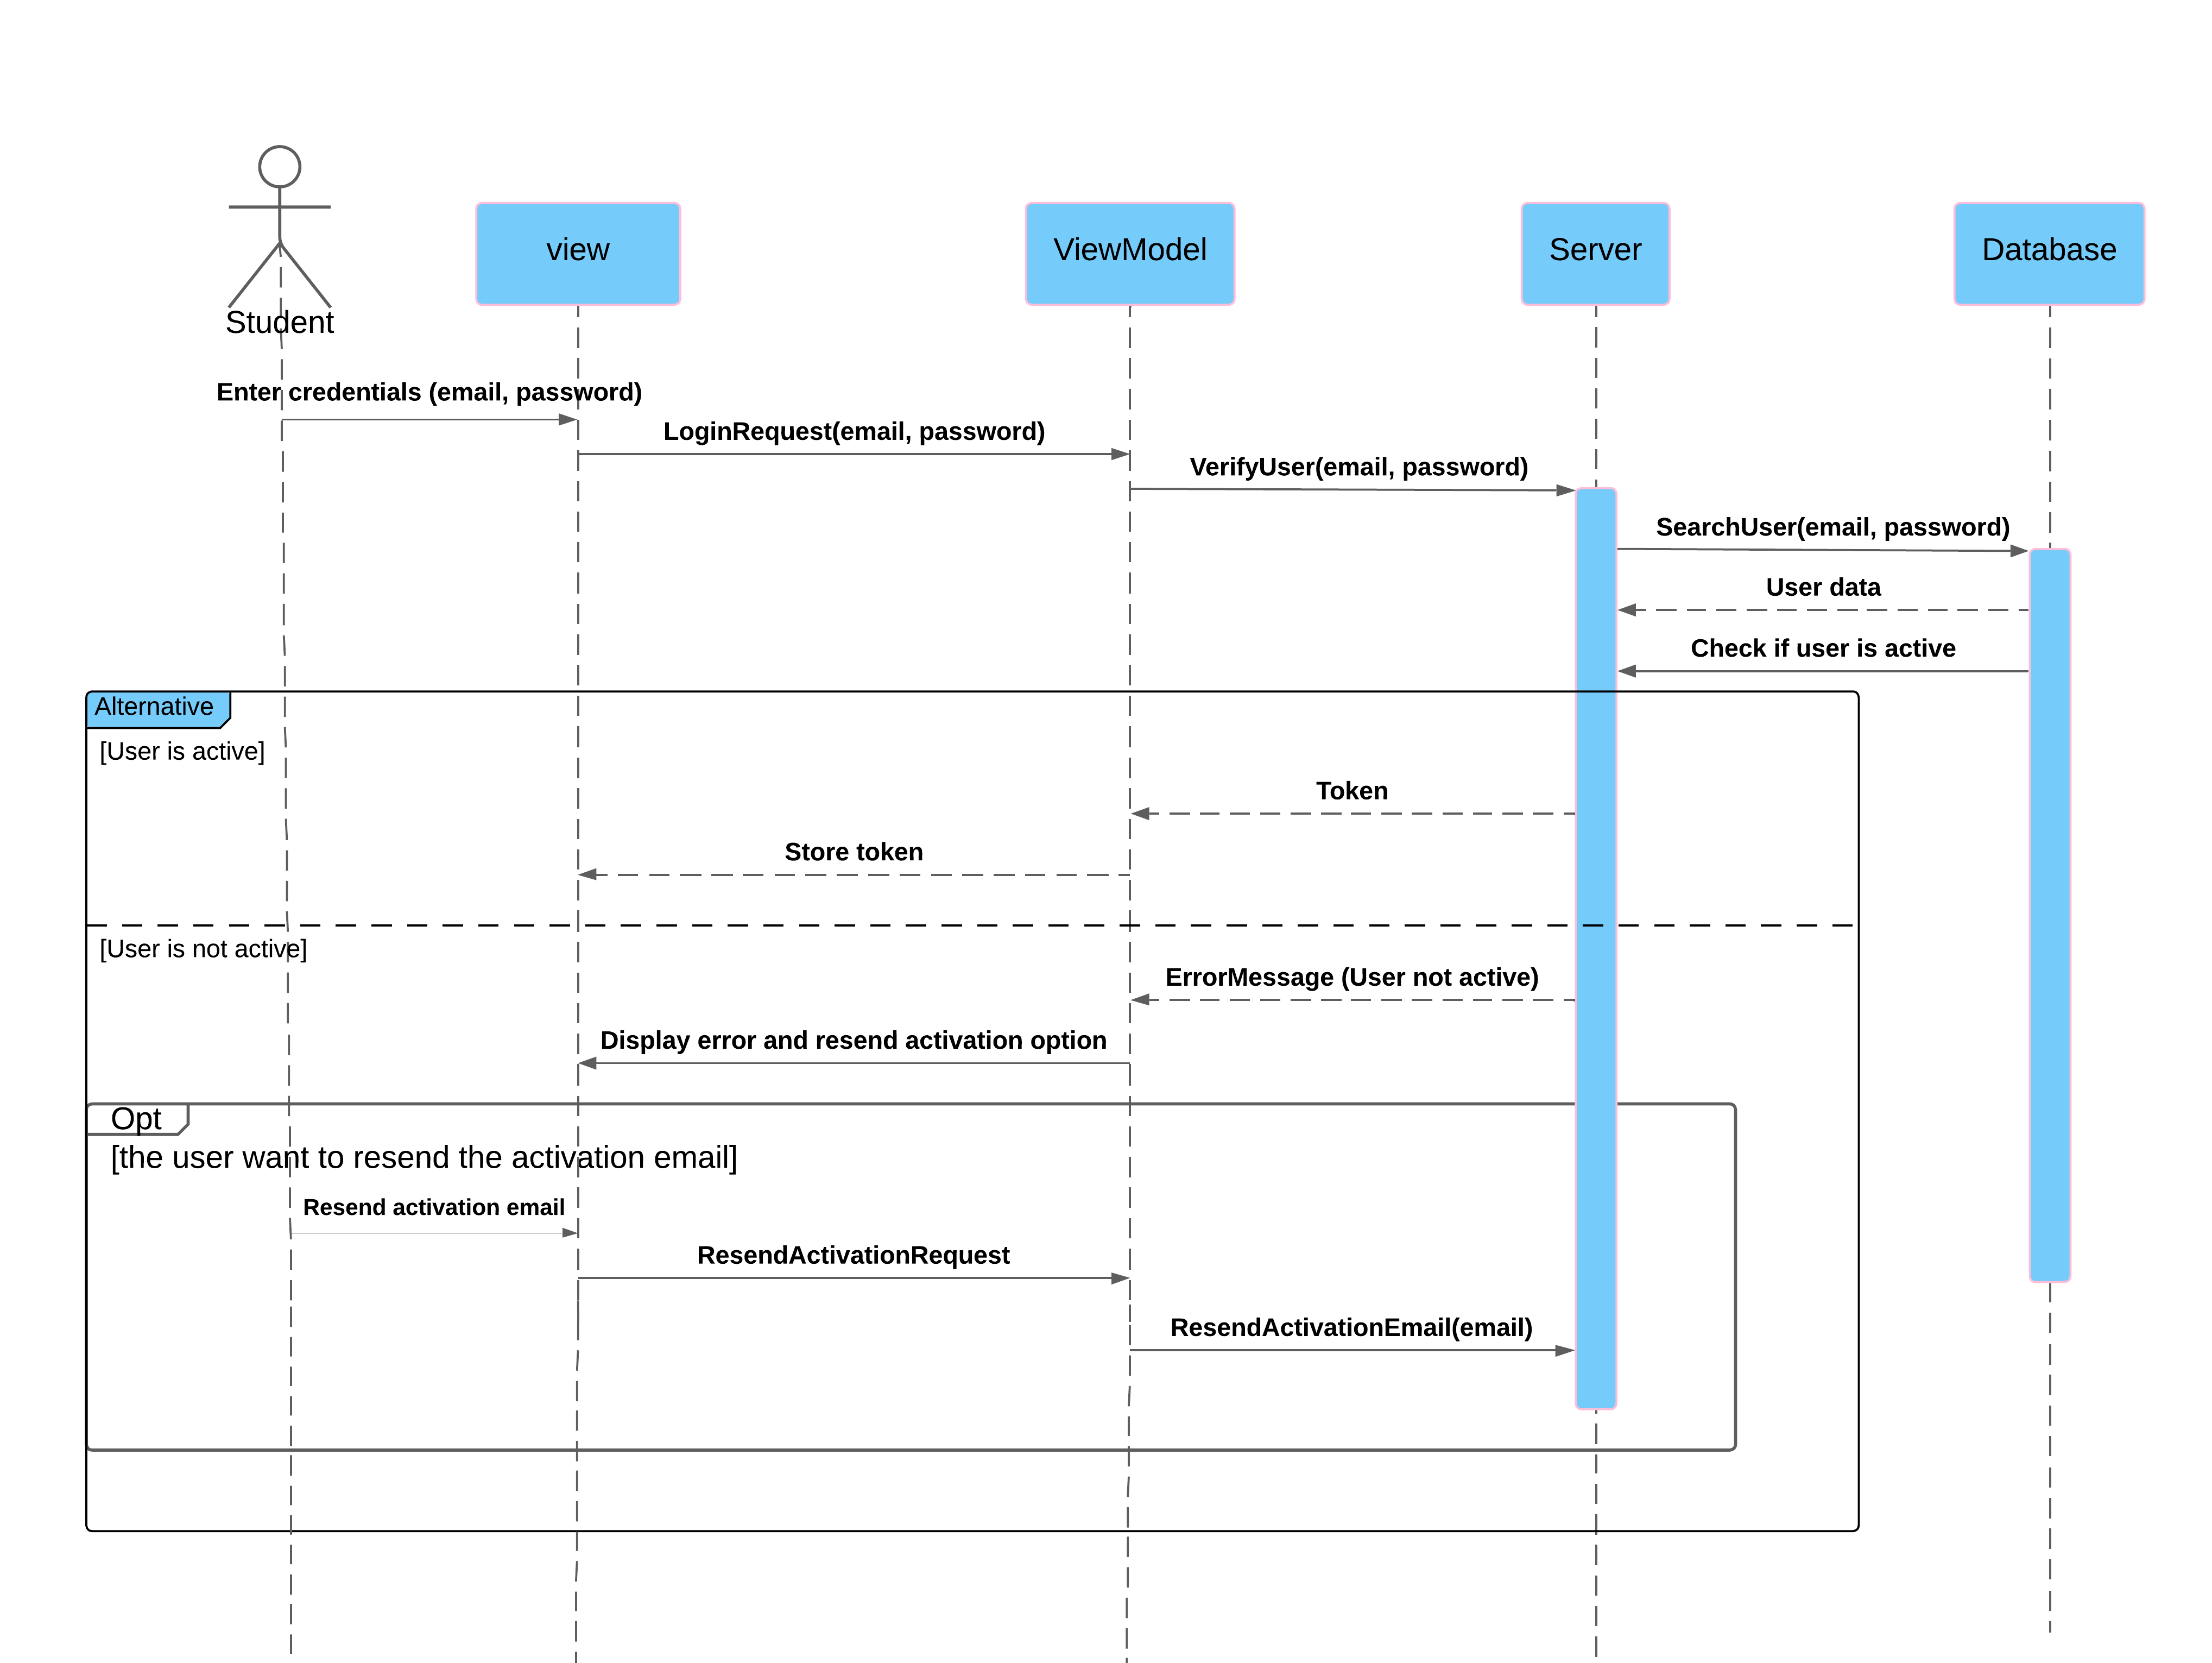 view
ViewModel
Server
Database
Student
Enter credentials (email, password)
LoginRequest(email, password)
VerifyUser(email, password)
SearchUser(email, password)
User data
Check if user is active
Alternative
[User is active]
Token
Store token
[User is not active]
ErrorMessage (User not active)
Display error and resend activation option
Opt
[the user want to resend the activation email]
Resend activation email
ResendActivationRequest
ResendActivationEmail(email)